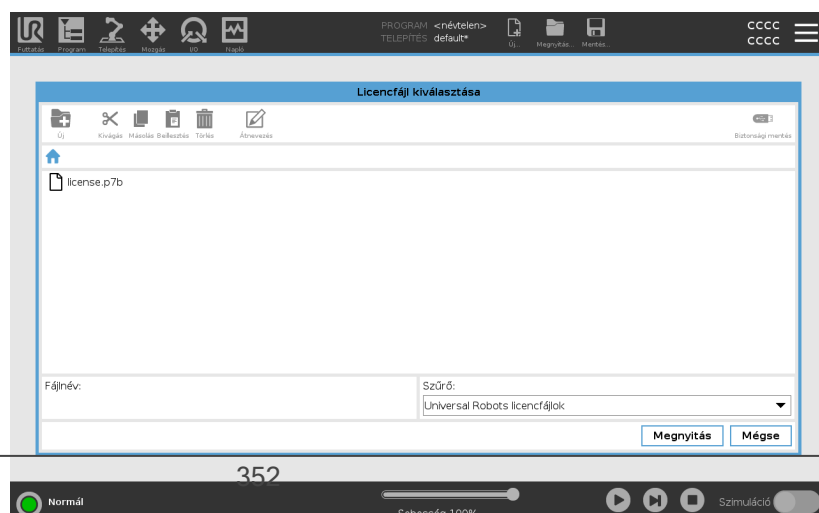 PROGRAM <névtelen>
TELEPÍTÉS default*
CCCC
CCCC
Futtatás Program Telepítés Mozgás I/O Napló Új... Megnyitás... Mentés...
Licencfájl kiválasztása
Új Kivágás Másolás Beillesztés Törlés Átnevezés Biztonsági mentés
license.p7b
Fájlnév: Szűrő:
Universal Robots licencfájlok
Megnyitás Mégse
352
Normál Szimuláció
Sebesség 100%